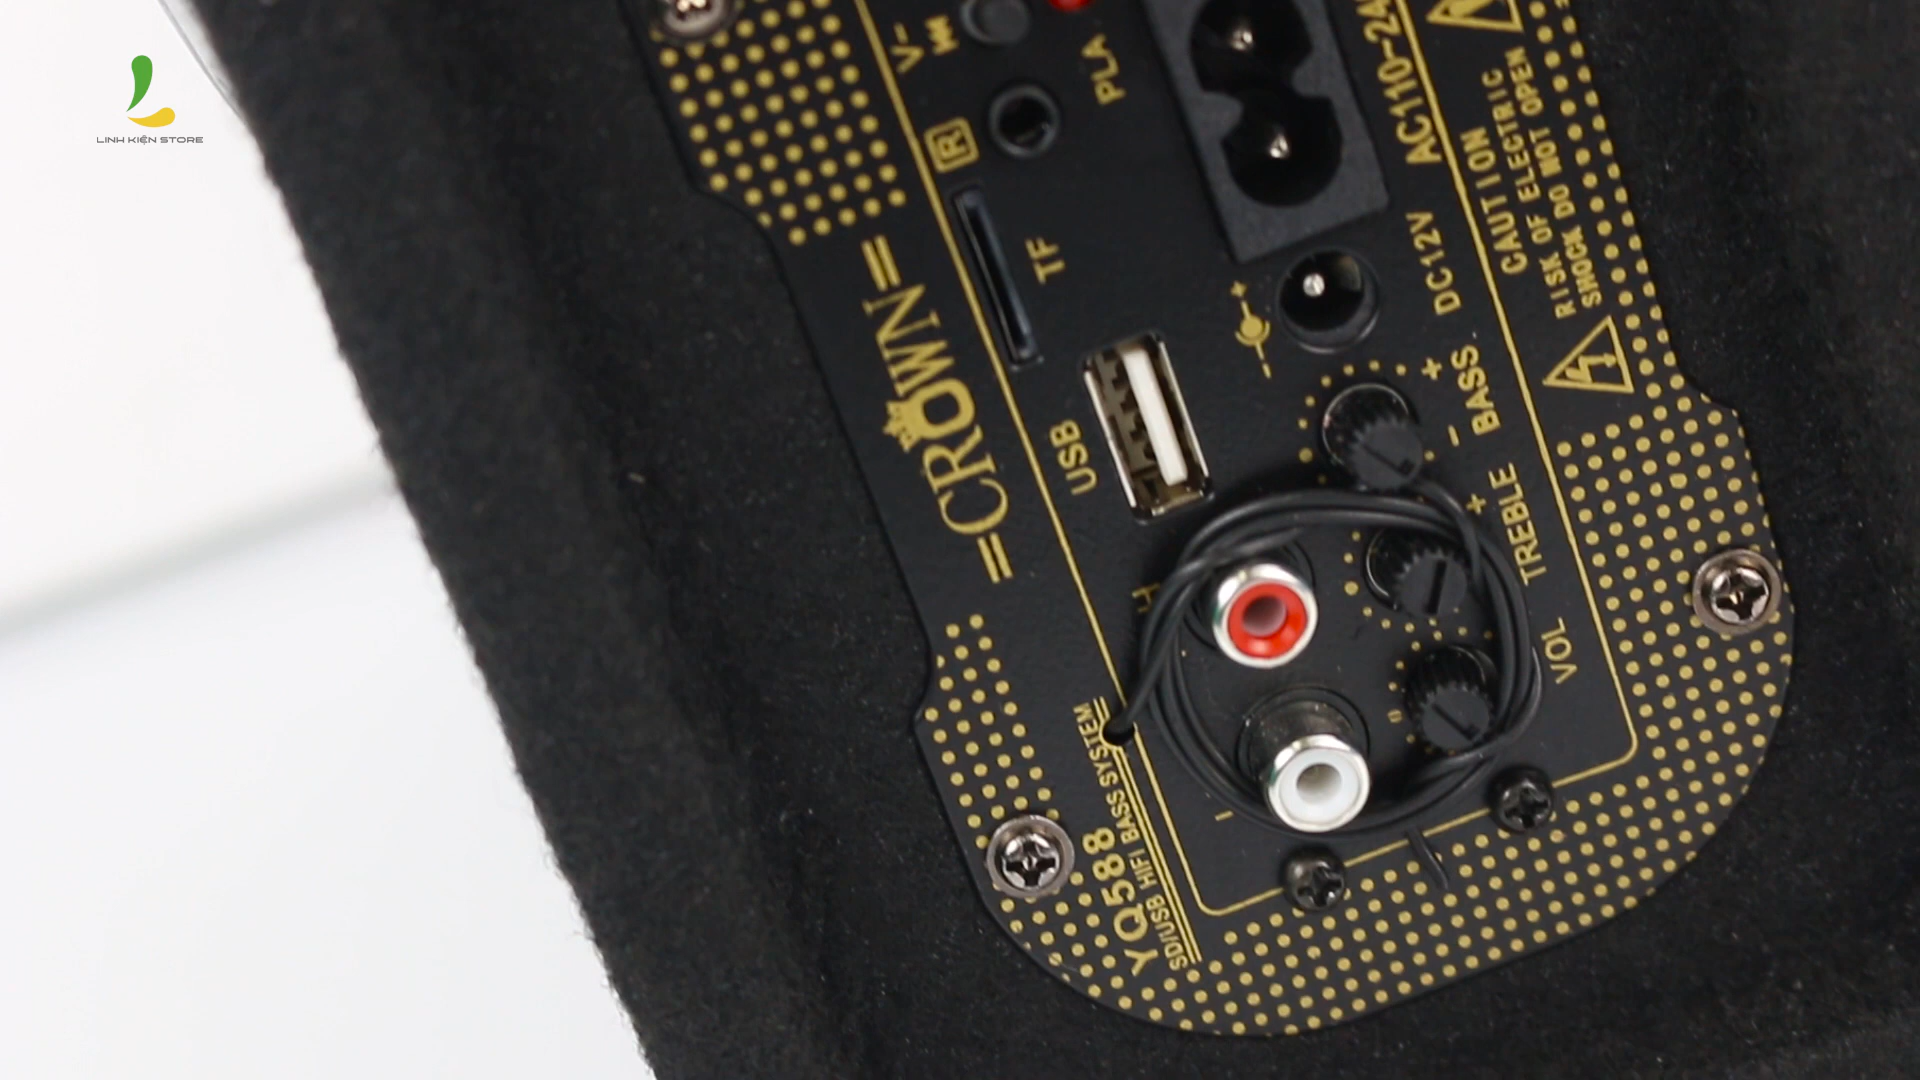 LINH KIỆN STORE
V-
PLA
IR
TF
USB
=CROWN=
AC110-24
DC12V
CAUTION
RISK OF ELECTRIC
SHOCK DO NOT OPEN
+ BASS -
+ TREBLE
VOL
YQ588
SD/USB HIFI BASS SYSTEM